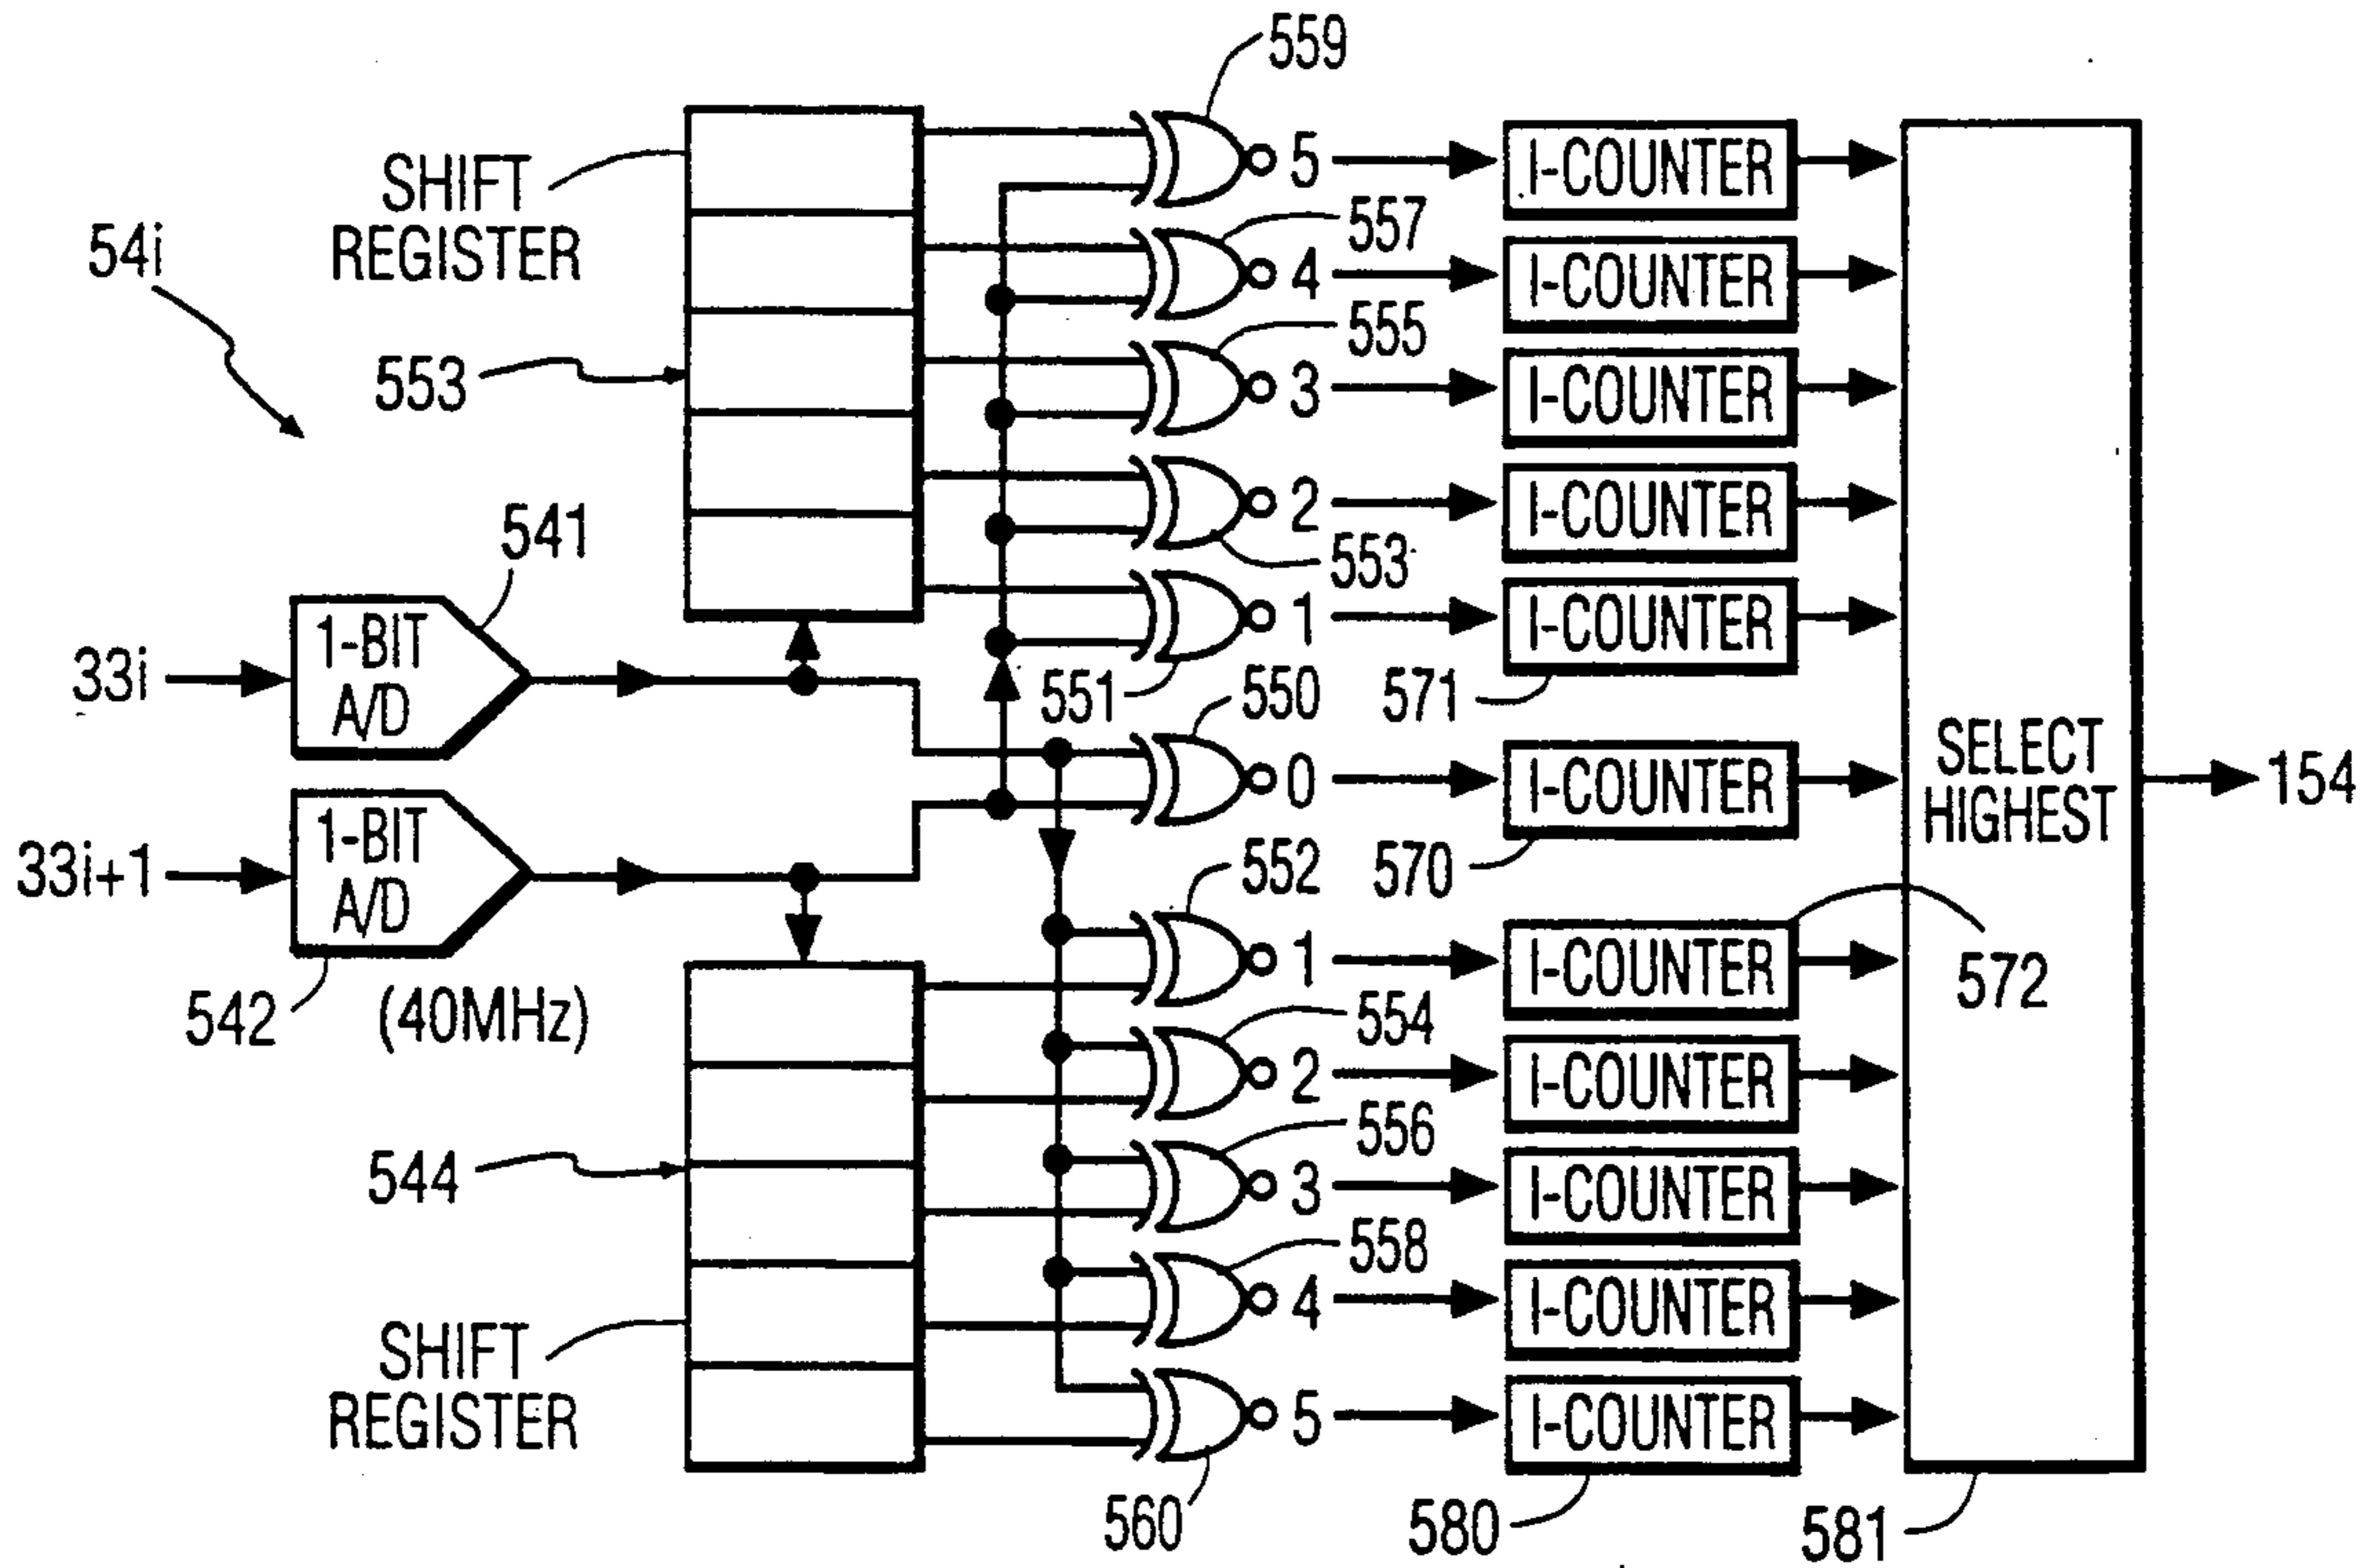 559
SHIFT
REGISTER
5
I-COUNTER
557
54i
4
I-COUNTER
555
553
3
I-COUNTER
2
I-COUNTER
541
553
1-BIT
A/D
1
I-COUNTER
33i
551
550
571
1-BIT
A/D
0
I-COUNTER
SELECT
HIGHEST
154
33i+1
552
570
542
(40MHz)
1
I-COUNTER
572
554
2
I-COUNTER
556
544
3
I-COUNTER
558
4
I-COUNTER
SHIFT
REGISTER
5
I-COUNTER
560
580
581